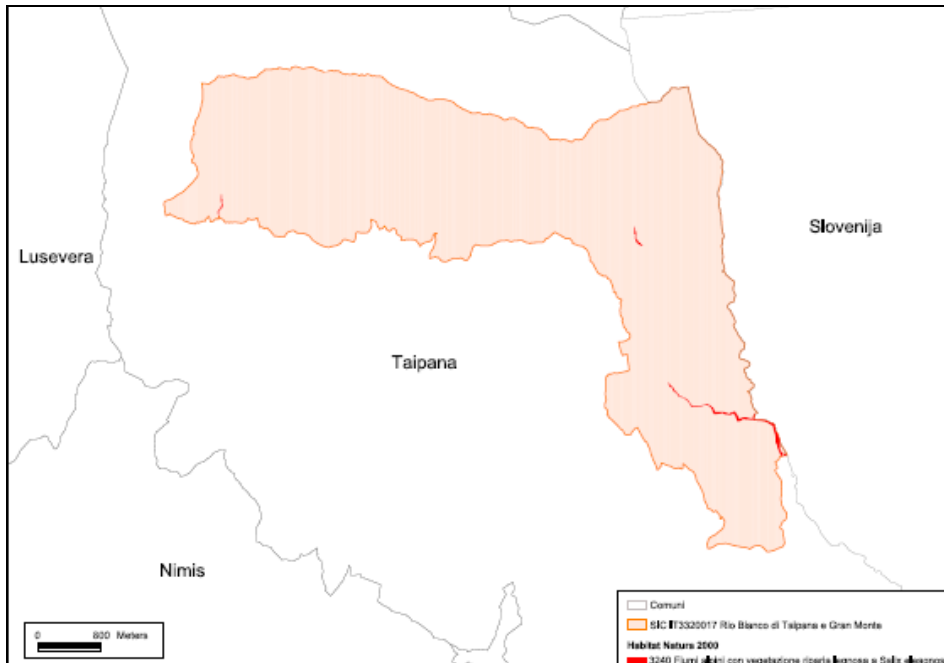 Slovenija
Lusevera
Taipana
Nimis
0 800 Meters
Comuni
SIC IT3320017 Rio Bianco di Taipana e Gran Monte
Habitat Natura 2000
3240 Fiumi alpini con vegetazione riparia legnosa a Salix eleagnos